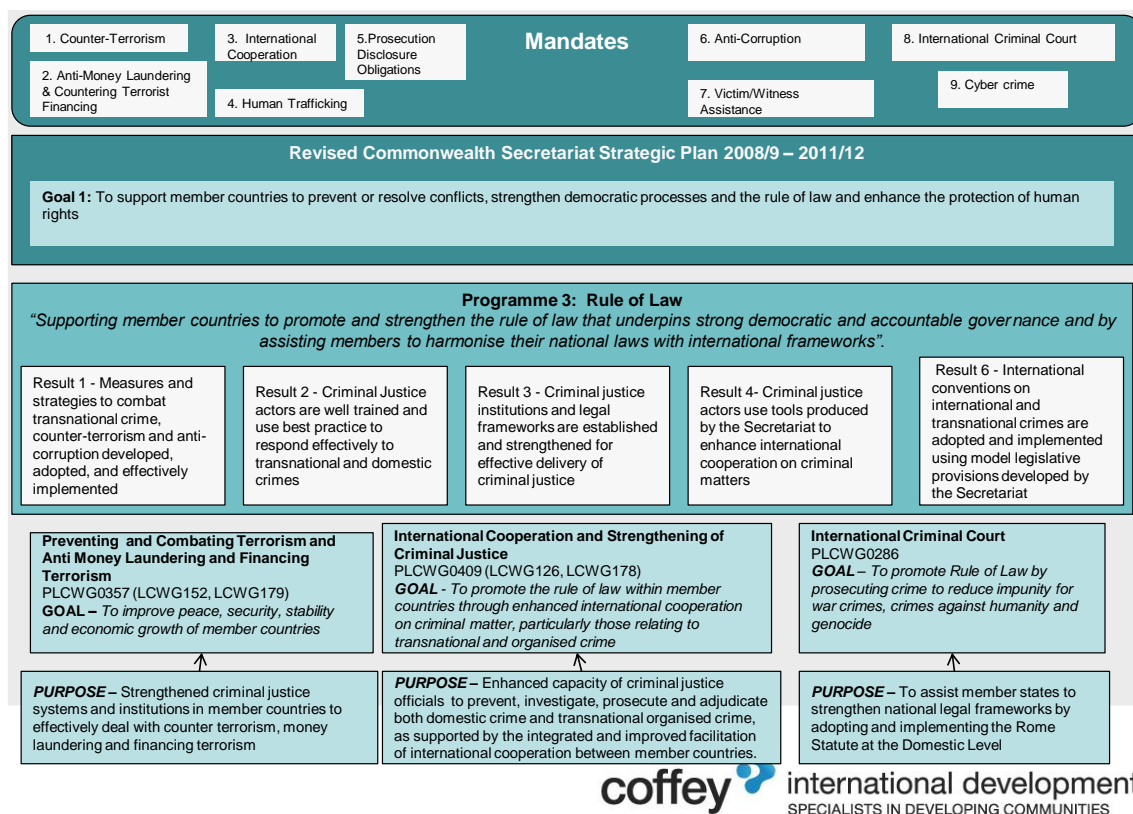 Mandates
1. Counter-Terrorism
2. Anti-Money Laundering
& Countering Terrorist
Financing
3. International
Cooperation
4. Human Trafficking
5.Prosecution
Disclosure
Obligations
6. Anti-Corruption
7. Victim/Witness
Assistance
8. International Criminal Court
9. Cyber crime
Revised Commonwealth Secretariat Strategic Plan 2008/9 – 2011/12
Goal 1: To support member countries to prevent or resolve conflicts, strengthen democratic processes and the rule of law and enhance the protection of human
rights
Programme 3: Rule of Law
“Supporting member countries to promote and strengthen the rule of law that underpins strong democratic and accountable governance and by
assisting members to harmonise their national laws with international frameworks”.
Result 1 - Measures and
strategies to combat
transnational crime,
counter-terrorism and anti-
corruption developed,
adopted, and effectively
implemented
Result 2 - Criminal Justice
actors are well trained and
use best practice to
respond effectively to
transnational and domestic
crimes
Result 3 - Criminal justice
institutions and legal
frameworks are established
and strengthened for
effective delivery of
criminal justice
Result 4- Criminal justice
actors use tools produced
by the Secretariat to
enhance international
cooperation on criminal
matters
Result 6 - International
conventions on
international and
transnational crimes are
adopted and implemented
using model legislative
provisions developed by
the Secretariat
Preventing and Combating Terrorism and
Anti Money Laundering and Financing
Terrorism
PLCWG0357 (LCWG152, LCWG179)
GOAL – To improve peace, security, stability
and economic growth of member countries
International Cooperation and Strengthening of
Criminal Justice
PLCWG0409 (LCWG126, LCWG178)
GOAL - To promote the rule of law within member
countries through enhanced international cooperation
on criminal matter, particularly those relating to
transnational and organised crime
International Criminal Court
PLCWG0286
GOAL – To promote Rule of Law by
prosecuting crime to reduce impunity for
war crimes, crimes against humanity and
genocide
PURPOSE – Strengthened criminal justice
systems and institutions in member countries to
effectively deal with counter terrorism, money
laundering and financing terrorism
PURPOSE – Enhanced capacity of criminal justice
officials to prevent, investigate, prosecute and adjudicate
both domestic crime and transnational organised crime,
as supported by the integrated and improved facilitation
of international cooperation between member countries.
PURPOSE – To assist member states to
strengthen national legal frameworks by
adopting and implementing the Rome
Statute at the Domestic Level
coffey international development
SPECIALISTS IN DEVELOPING COMMUNITIES